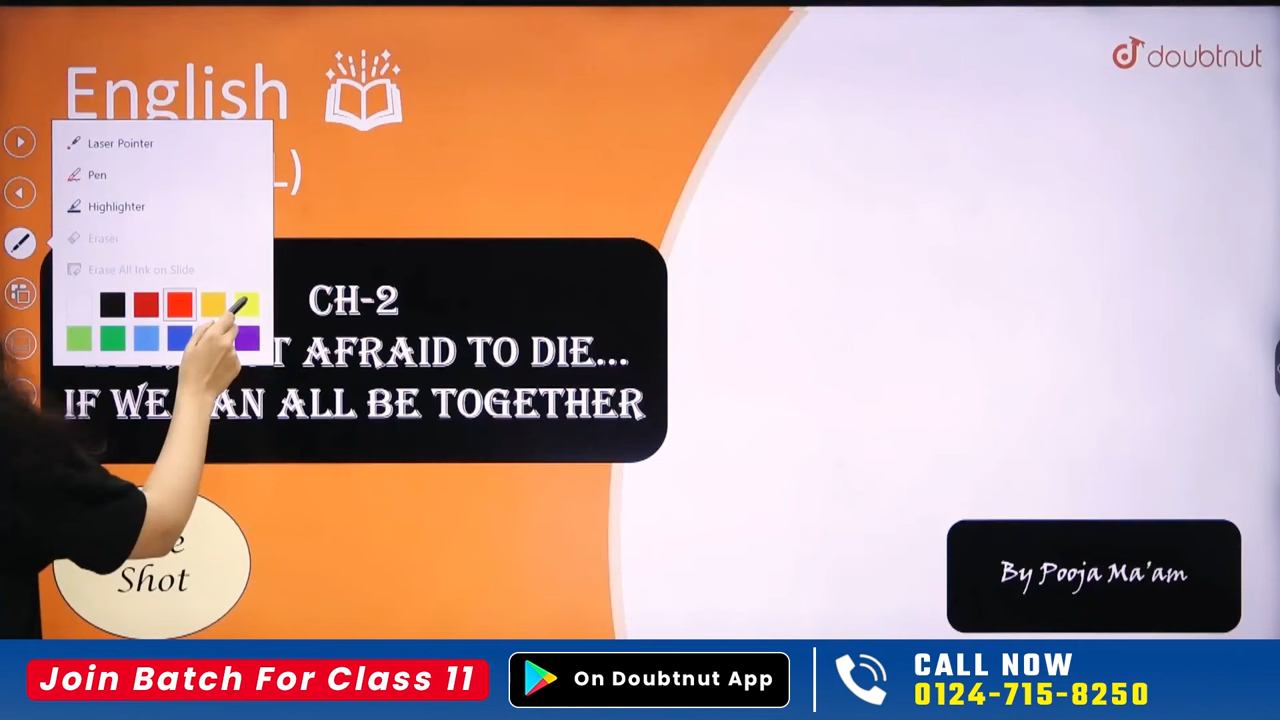 English
doubtnut
Laser Pointer
Pen
L)
Highlighter
Eraser
Erase All Ink on Slide
CH-2
T AFRAID TO DIE...
IF WE AN ALL BE TOGETHER
Shot
By Pooja Ma'am
Join Batch For Class 11
On Doubtnut App
CALL NOW
0124-715-8250